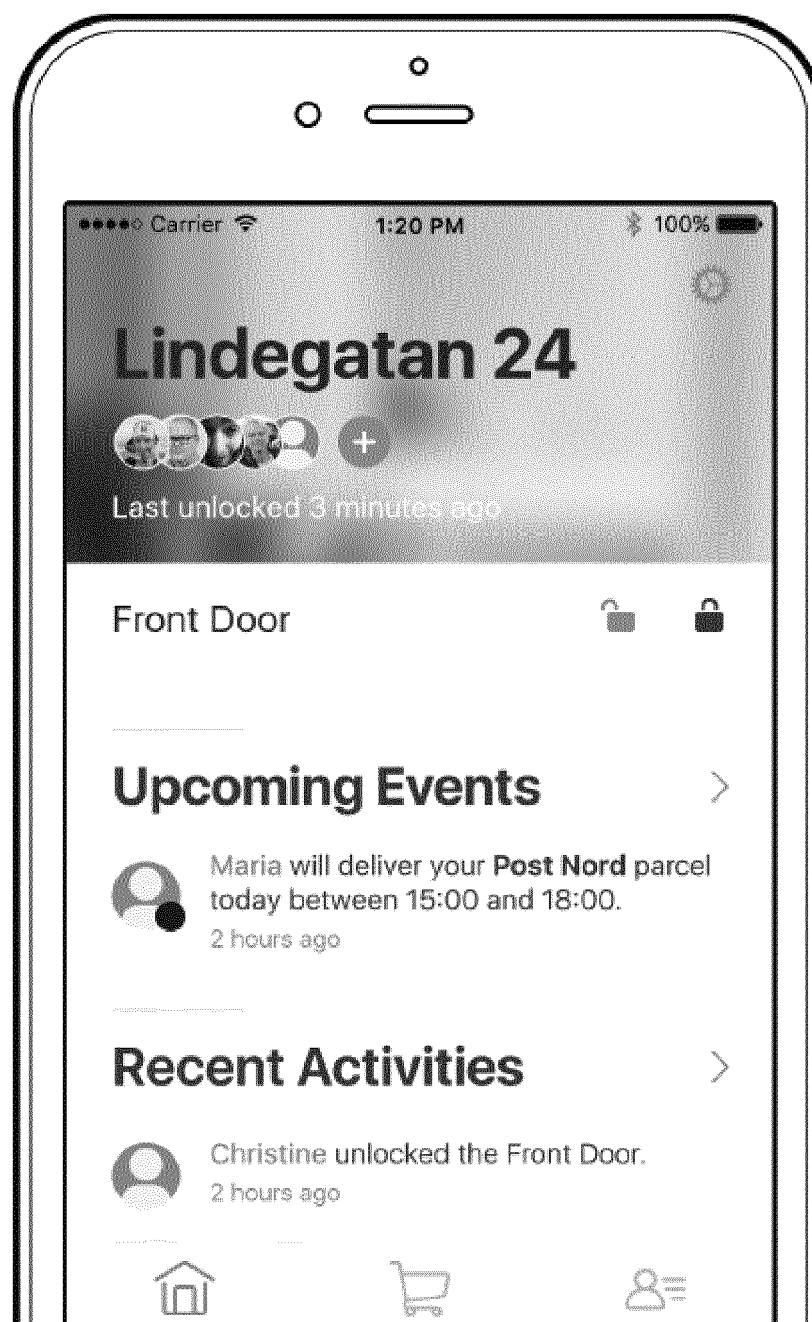 Carrier 1:20 PM 100%
Lindegatan 24
+
Last unlocked 3 minutes ago
Front Door
Upcoming Events
Maria will deliver your Post Nord parcel
today between 15:00 and 18:00.
2 hours ago
Recent Activities
Christine unlocked the Front Door.
2 hours ago